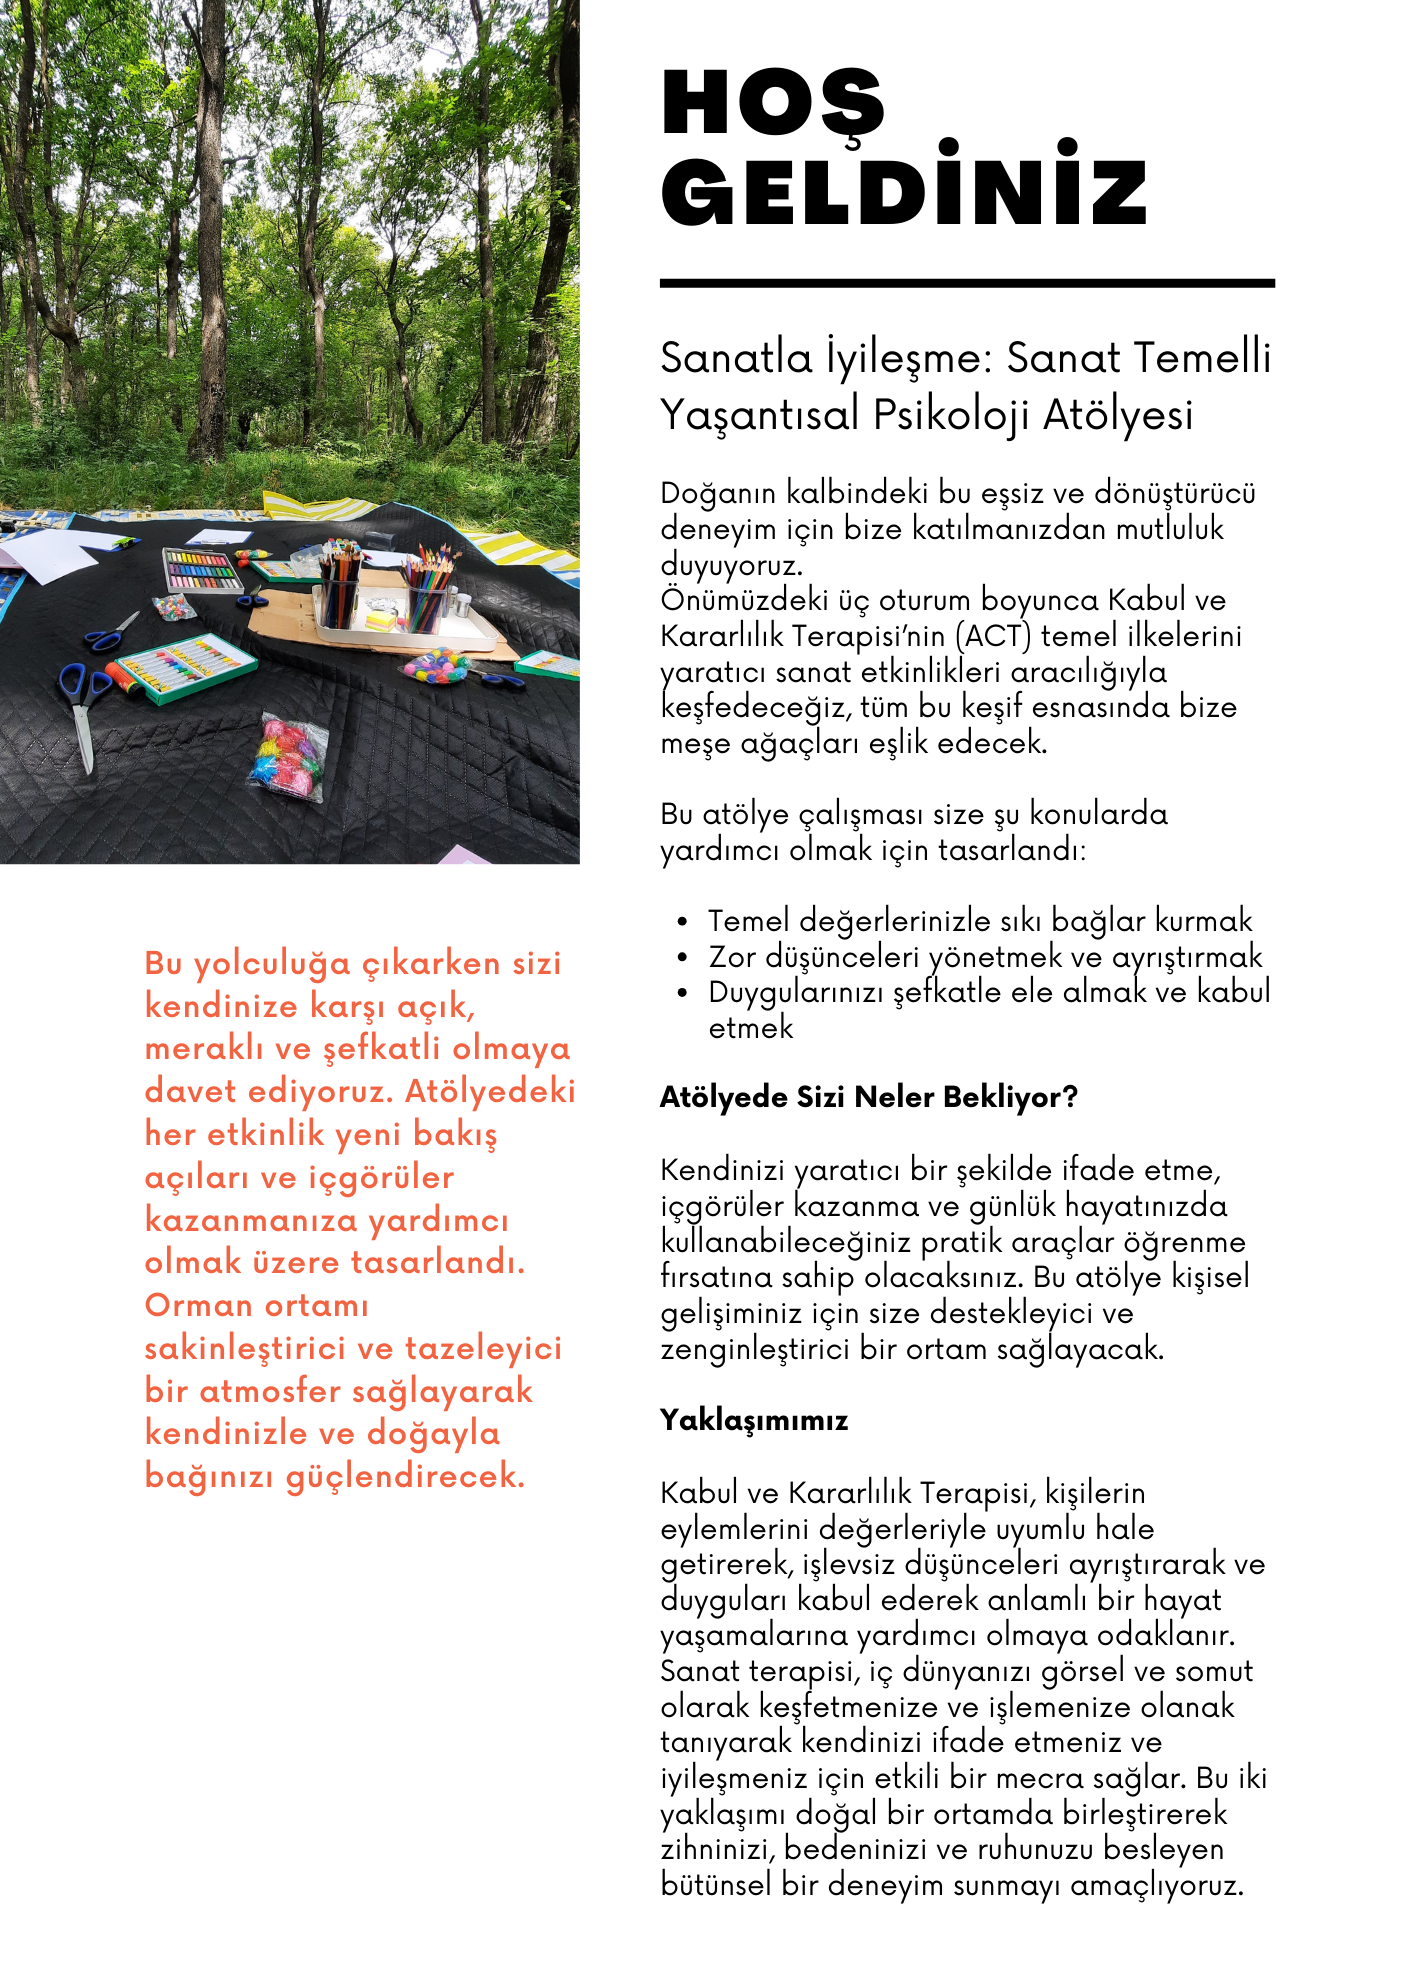 HOŞ
GELDİNİZ
Sanatla İyileşme: Sanat Temelli
Yaşantısal Psikoloji Atölyesi
Doğanın kalbindeki bu eşsiz ve dönüştürücü
deneyim için bize katılmanızdan mutluluk
duyuyoruz.
Önümüzdeki üç oturum boyunca Kabul ve
Kararlılık Terapisi’nin (ACT) temel ilkelerini
yaratıcı sanat etkinlikleri aracılığıyla
keşfedeceğiz, tüm bu keşif esnasında bize
meşe ağaçları eşlik edecek.
Bu atölye çalışması size şu konularda
yardımcı olmak için tasarlandı:
• Temel değerlerinizle sıkı bağlar kurmak
• Zor düşünceleri yönetmek ve ayrıştırmak
• Duygularınızı şefkatle ele almak ve kabul
etmek
Atölyede Sizi Neler Bekliyor?
Kendinizi yaratıcı bir şekilde ifade etme,
içgörüler kazanma ve günlük hayatınızda
kullanabileceğiniz pratik araçlar öğrenme
fırsatına sahip olacaksınız. Bu atölye kişisel
gelişiminiz için size destekleyici ve
zenginleştirici bir ortam sağlayacak.
Yaklaşımımız
Kabul ve Kararlılık Terapisi, kişilerin
eylemlerini değerleriyle uyumlu hale
getirerek, işlevsiz düşünceleri ayrıştırarak ve
duyguları kabul ederek anlamlı bir hayat
yaşamalarına yardımcı olmaya odaklanır.
Sanat terapisi, iç dünyanızı görsel ve somut
olarak keşfetmenize ve işlemenize olanak
tanıyarak kendinizi ifade etmeniz ve
iyileşmeniz için etkili bir mecra sağlar. Bu iki
yaklaşımı doğal bir ortamda birleştirerek
zihninizi, bedeninizi ve ruhunuzu besleyen
bütünsel bir deneyim sunmayı amaçlıyoruz.
Bu yolculuğa çıkarken sizi
kendinize karşı açık,
meraklı ve şefkatli olmaya
davet ediyoruz. Atölyedeki
her etkinlik yeni bakış
açıları ve içgörüler
kazanmanıza yardımcı
olmak üzere tasarlandı.
Orman ortamı
sakinleştirici ve tazeleyici
bir atmosfer sağlayarak
kendinizle ve doğayla
bağınızı güçlendirecek.